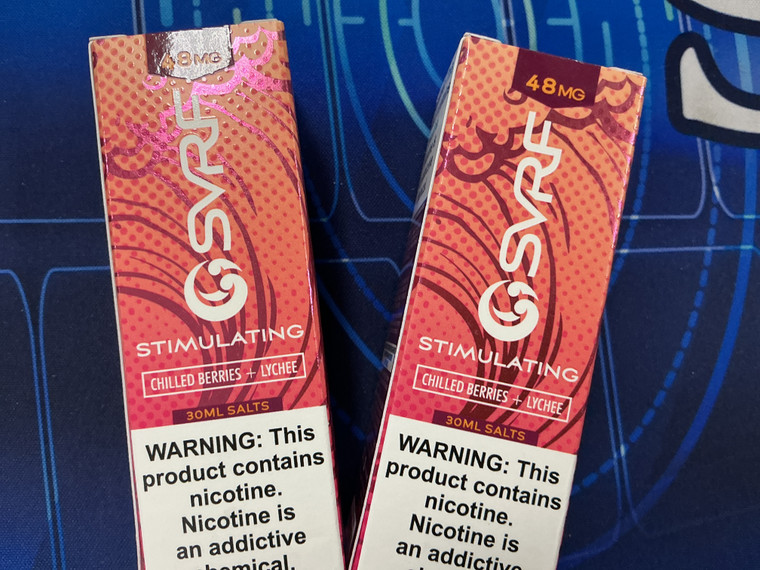 48MG
SVRF
STIMULATING
CHILLED BERRIES + LYCHEE
30ML SALTS
WARNING: This
product contains
nicotine.
Nicotine is
an addictive
chemical.
48MG
SVRF
STIMULATING
CHILLED BERRIES + LYCHEE
30ML SALTS
WARNING: This
product contains
nicotine.
Nicotine is
an addictive